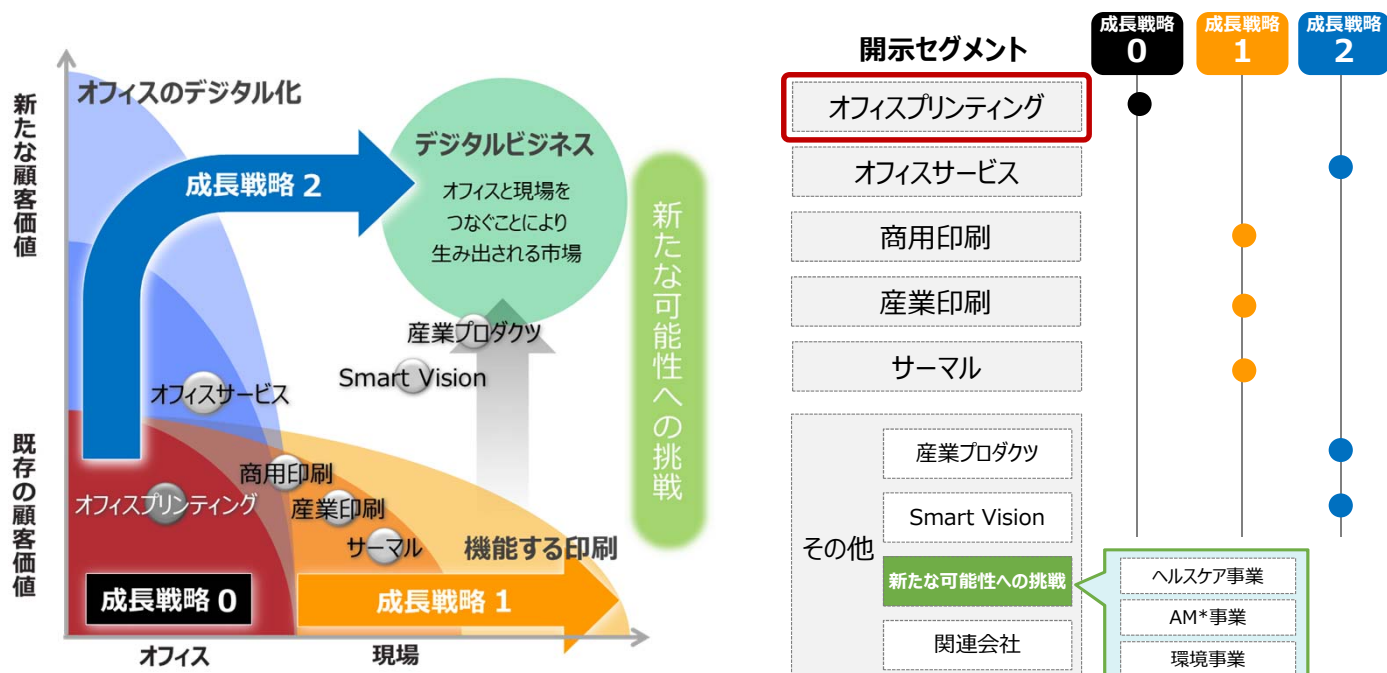 新たな顧客価値
既存の顧客価値
オフィスのデジタル化
成長戦略 2
デジタルビジネス
オフィスと現場を
つなぐことにより
生み出される市場
新たな可能性への挑戦
産業プロダクツ
Smart Vision
オフィスサービス
商用印刷
オフィスプリンティング
産業印刷
サーマル
機能する印刷
成長戦略 0
成長戦略 1
オフィス
現場
開示セグメント
成長戦略
0
成長戦略
1
成長戦略
2
オフィスプリンティング
オフィスサービス
商用印刷
産業印刷
サーマル
その他
産業プロダクツ
Smart Vision
新たな可能性への挑戦
関連会社
ヘルスケア事業
AM*事業
環境事業